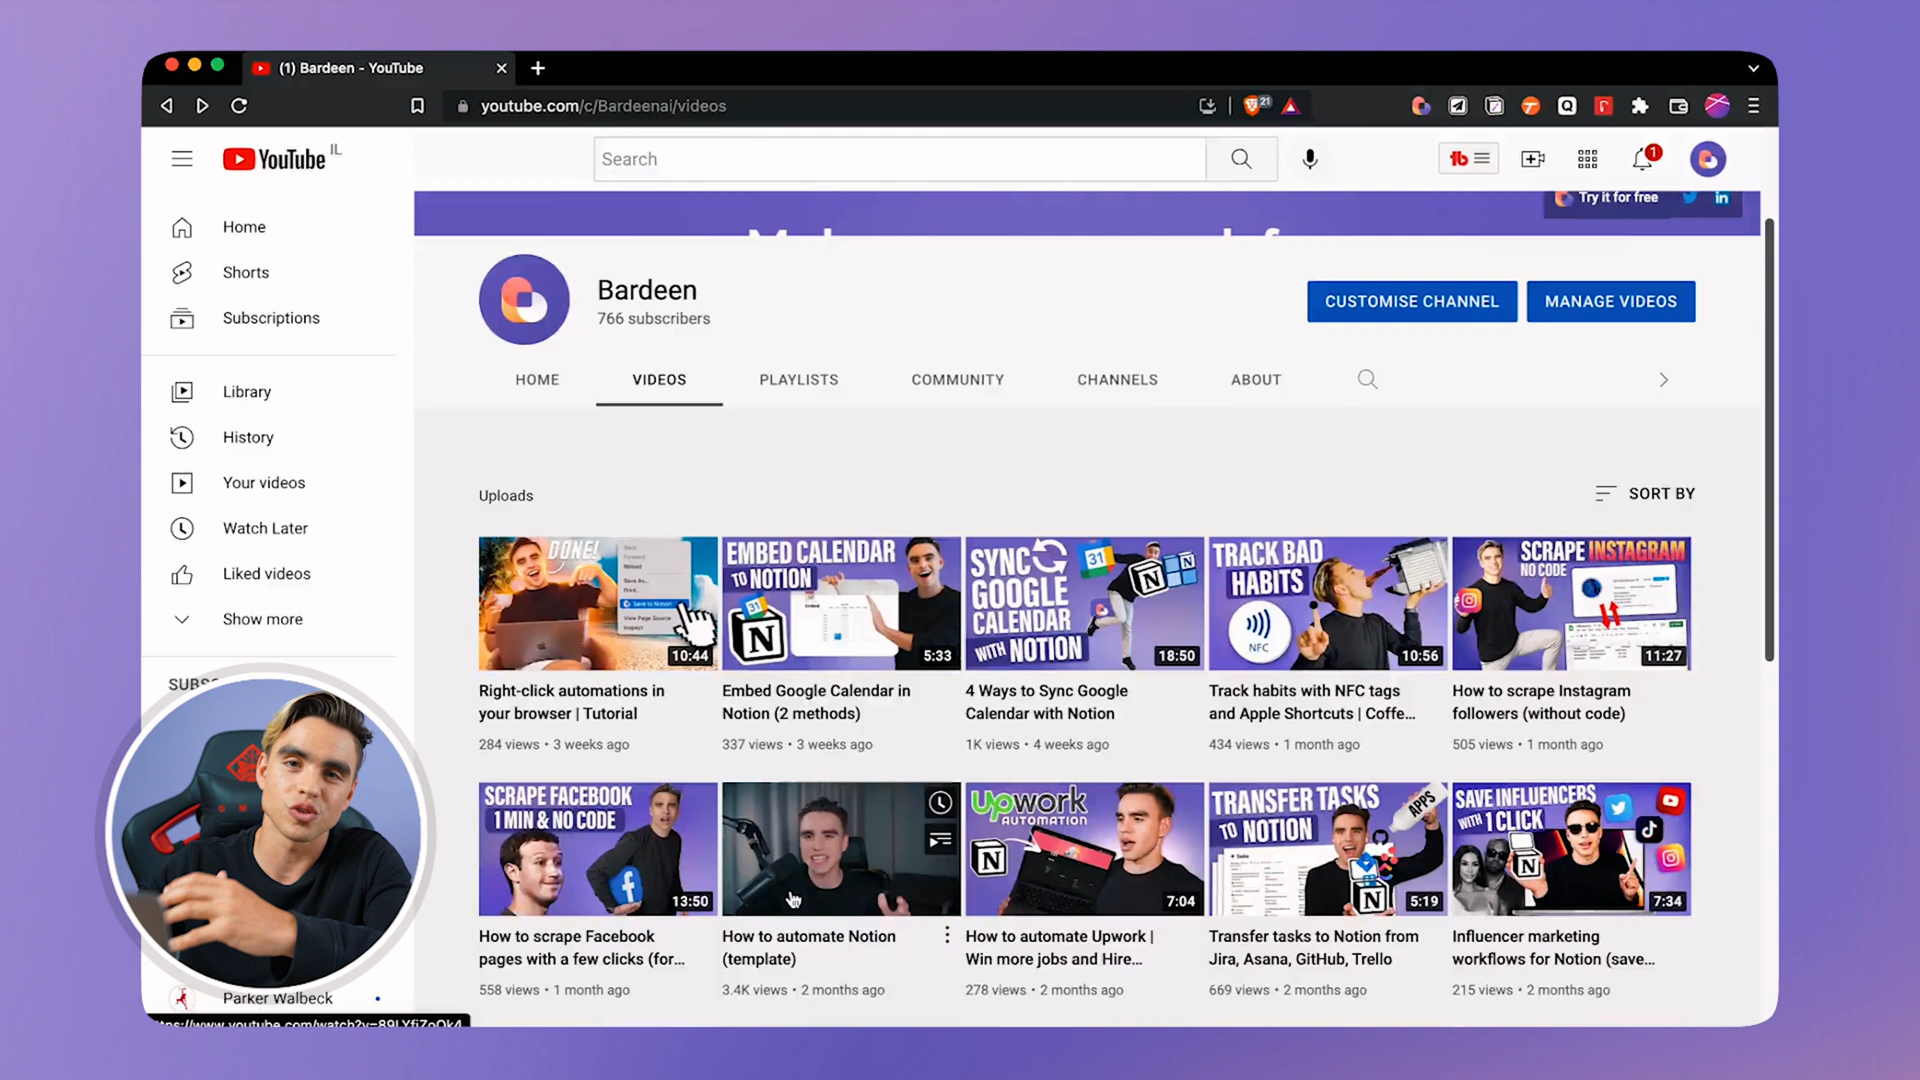 (1) Bardeen - YouTube
youtube.com/c/Bardeenai/videos
21
YouTube IL
Search
1
Try it for free
in
Home
Shorts
Subscriptions
Library
History
Your videos
Watch Later
Liked videos
Show more
Parker Walbeck
Bardeen
766 subscribers
CUSTOMISE CHANNEL
MANAGE VIDEOS
HOME
VIDEOS
PLAYLISTS
COMMUNITY
CHANNELS
ABOUT
Uploads
SORT BY
DONE!
Save to Notion
View Page Source
10:44
Right-click automations in
your browser | Tutorial
284 views • 3 weeks ago
EMBED CALENDAR
TO NOTION
31
N
5:33
Embed Google Calendar in
Notion (2 methods)
337 views • 3 weeks ago
SYNC
GOOGLE
CALENDAR
WITH NOTION
31
N
18:50
4 Ways to Sync Google
Calendar with Notion
1K views • 4 weeks ago
TRACK BAD
HABITS
NFC
10:56
Track habits with NFC tags
and Apple Shortcuts | Coffe...
434 views • 1 month ago
SCRAPE INSTAGRAM
NO CODE
11:27
How to scrape Instagram
followers (without code)
505 views • 1 month ago
SCRAPE FACEBOOK
1 MIN & NO CODE
13:50
How to scrape Facebook
pages with a few clicks (for...
558 views • 1 month ago
How to automate Notion
(template)
3.4K views • 2 months ago
Upwork
AUTOMATION
N
7:04
How to automate Upwork |
Win more jobs and Hire...
278 views • 2 months ago
TRANSFER TASKS
TO NOTION
APPS
N
5:19
Transfer tasks to Notion from
Jira, Asana, GitHub, Trello
669 views • 2 months ago
SAVE INFLUENCERS
WITH 1 CLICK
N
7:34
Influencer marketing
workflows for Notion (save...
215 views • 2 months ago